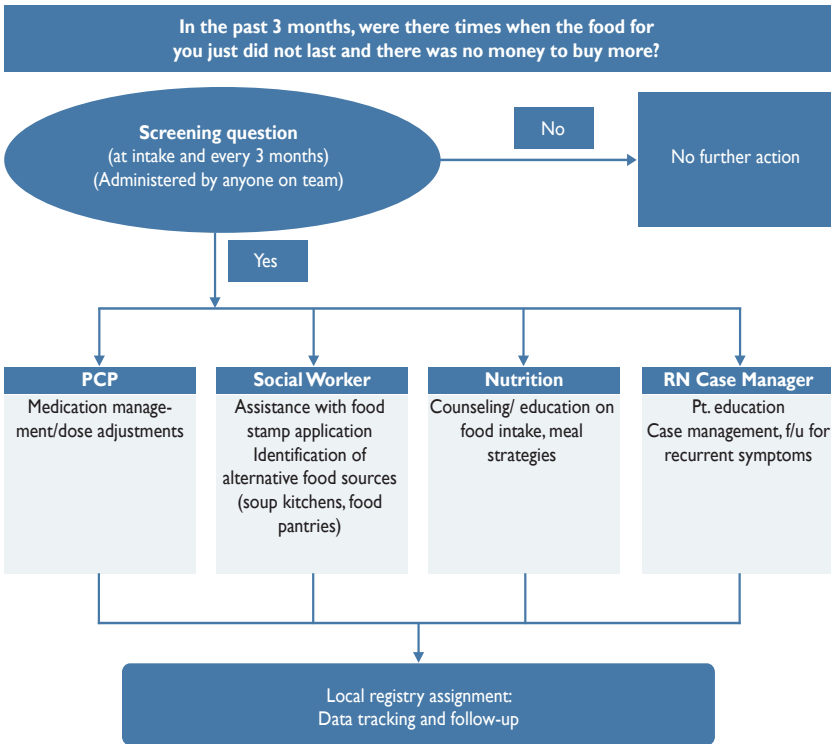 In the past 3 months, were there times when the food for
you just did not last and there was no money to buy more?
Screening question
(at intake and every 3 months)
(Administered by anyone on team)
No
No further action
Yes
PCP
Medication manage-
ment/dose adjustments
Social Worker
Assistance with food
stamp application
Identification of
alternative food sources
(soup kitchens, food
pantries)
Nutrition
Counseling/ education on
food intake, meal
strategies
RN Case Manager
Pt. education
Case management, f/u for
recurrent symptoms
Local registry assignment:
Data tracking and follow-up